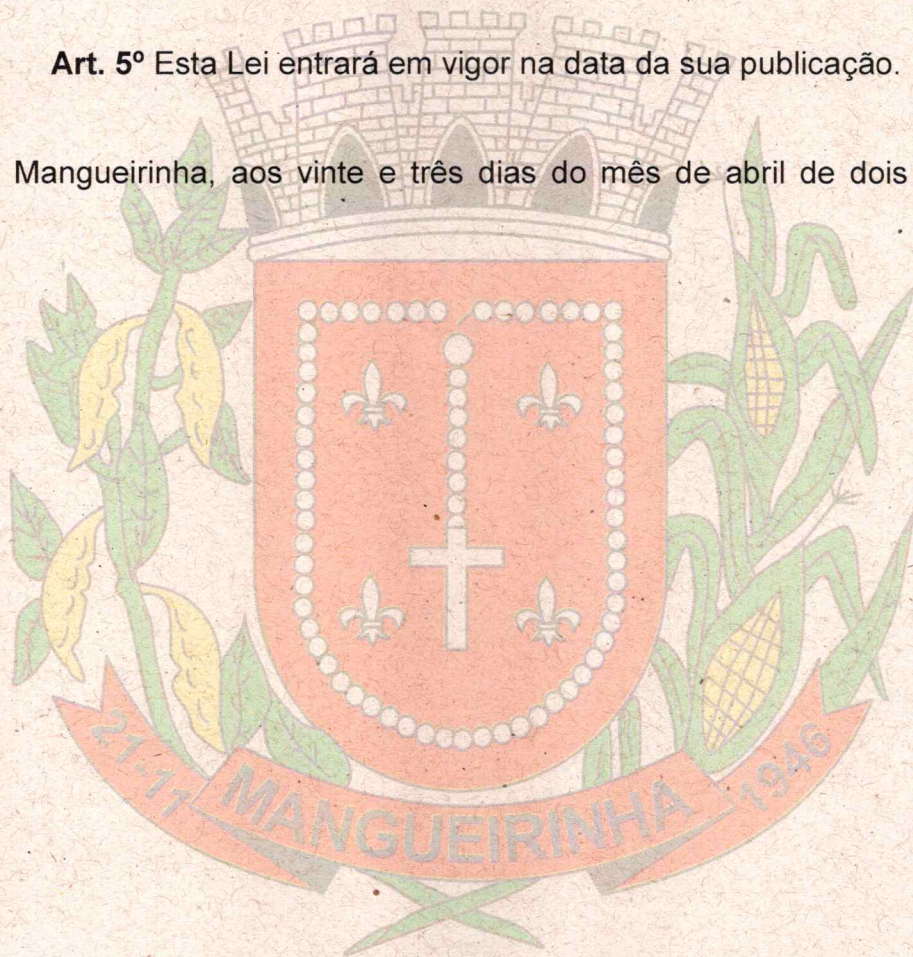 Art. 5º Esta Lei entrará em vigor na data da sua publicação.
Mangueirinha, aos vinte e três dias do mês de abril de dois
21-11 MANGUEIRINHA 1946